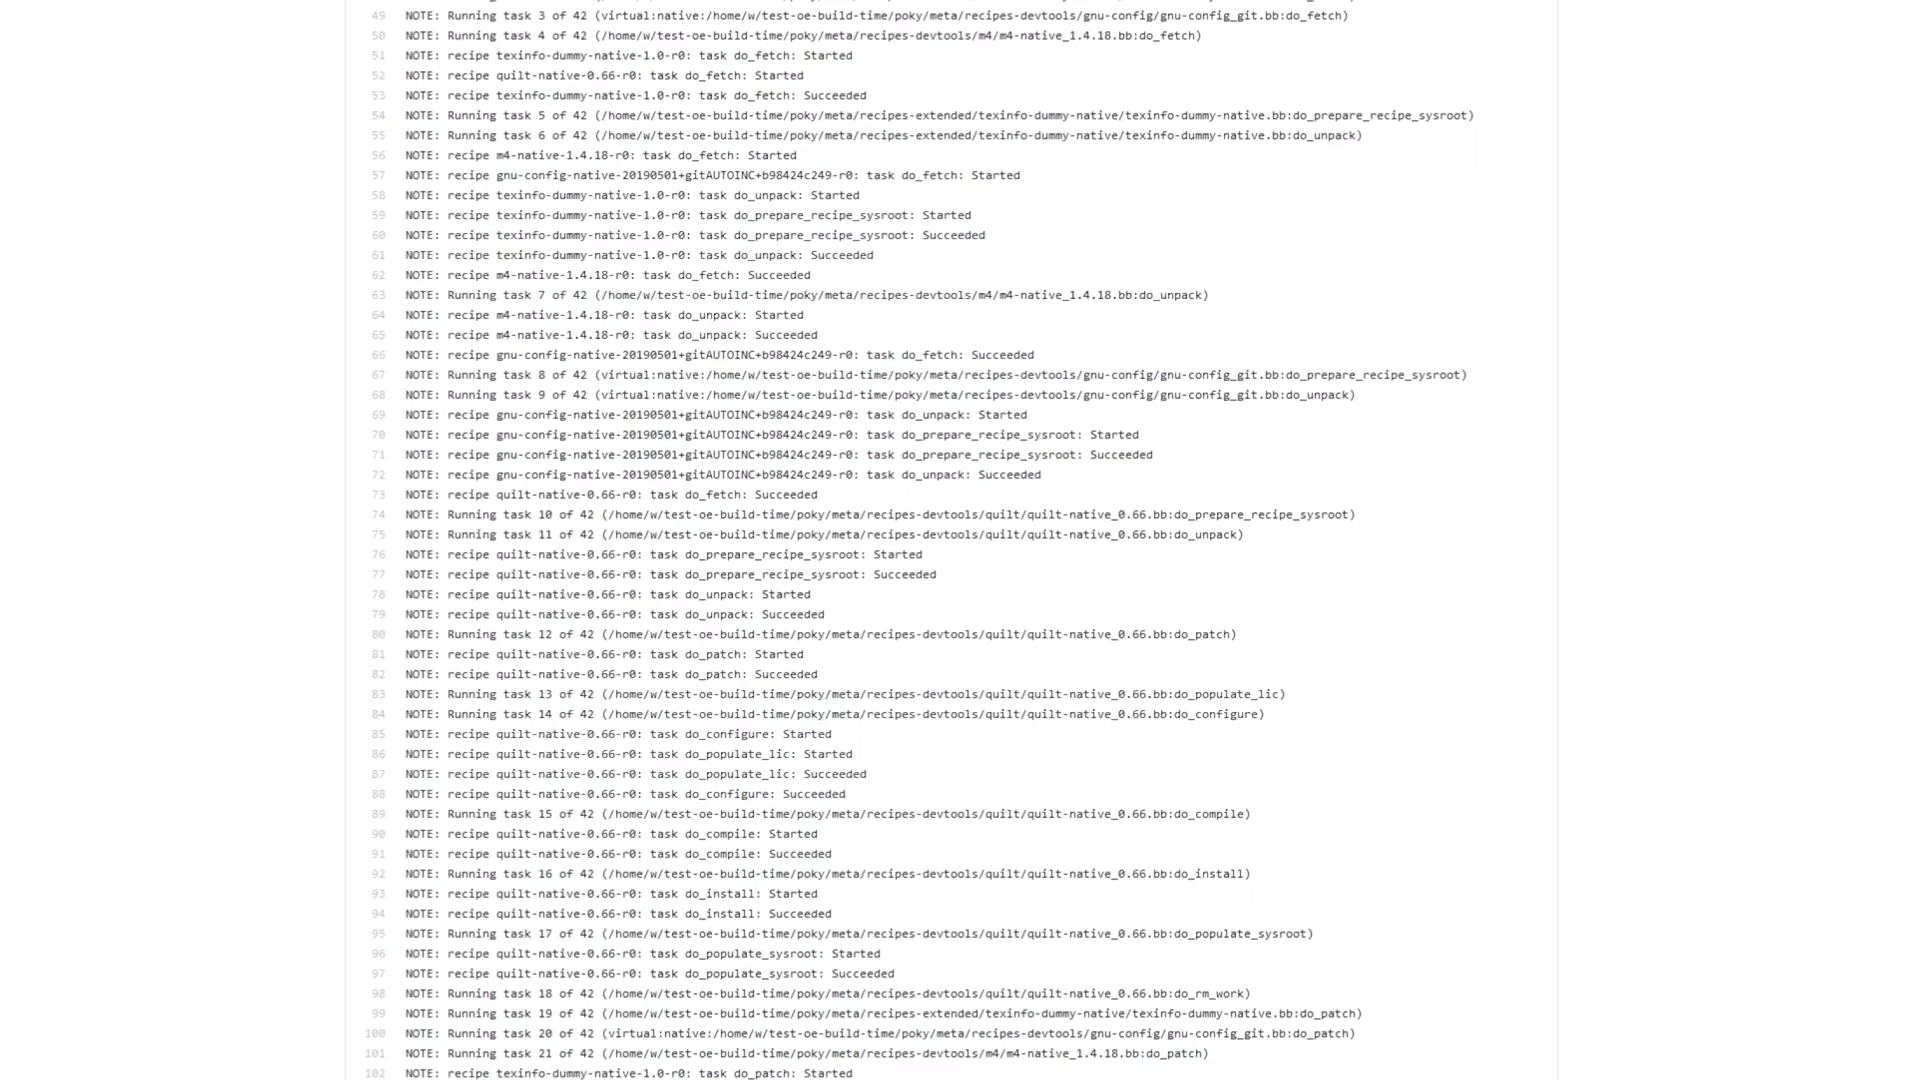 49 NOTE: Running task 3 of 42 (virtual:native:/home/w/test-oe-build-time/poky/meta/recipes-devtools/gnu-config/gnu-config_git.bb:do_fetch)
50 NOTE: Running task 4 of 42 (/home/w/test-oe-build-time/poky/meta/recipes-devtools/m4/m4-native_1.4.18.bb:do_fetch)
51 NOTE: recipe texinfo-dummy-native-1.0-r0: task do_fetch: Started
52 NOTE: recipe quilt-native-0.66-r0: task do_fetch: Started
53 NOTE: recipe texinfo-dummy-native-1.0-r0: task do_fetch: Succeeded
54 NOTE: Running task 5 of 42 (/home/w/test-oe-build-time/poky/meta/recipes-extended/texinfo-dummy-native/texinfo-dummy-native.bb:do_prepare_recipe_sysroot)
55 NOTE: Running task 6 of 42 (/home/w/test-oe-build-time/poky/meta/recipes-extended/texinfo-dummy-native/texinfo-dummy-native.bb:do_unpack)
56 NOTE: recipe m4-native-1.4.18-r0: task do_fetch: Started
57 NOTE: recipe gnu-config-native-20190501+gitAUTOINC+b98424c249-r0: task do_fetch: Started
58 NOTE: recipe texinfo-dummy-native-1.0-r0: task do_unpack: Started
59 NOTE: recipe texinfo-dummy-native-1.0-r0: task do_prepare_recipe_sysroot: Started
60 NOTE: recipe texinfo-dummy-native-1.0-r0: task do_prepare_recipe_sysroot: Succeeded
61 NOTE: recipe texinfo-dummy-native-1.0-r0: task do_unpack: Succeeded
62 NOTE: recipe m4-native-1.4.18-r0: task do_fetch: Succeeded
63 NOTE: Running task 7 of 42 (/home/w/test-oe-build-time/poky/meta/recipes-devtools/m4/m4-native_1.4.18.bb:do_unpack)
64 NOTE: recipe m4-native-1.4.18-r0: task do_unpack: Started
65 NOTE: recipe m4-native-1.4.18-r0: task do_unpack: Succeeded
66 NOTE: recipe gnu-config-native-20190501+gitAUTOINC+b98424c249-r0: task do_fetch: Succeeded
67 NOTE: Running task 8 of 42 (virtual:native:/home/w/test-oe-build-time/poky/meta/recipes-devtools/gnu-config/gnu-config_git.bb:do_prepare_recipe_sysroot)
68 NOTE: Running task 9 of 42 (virtual:native:/home/w/test-oe-build-time/poky/meta/recipes-devtools/gnu-config/gnu-config_git.bb:do_unpack)
69 NOTE: recipe gnu-config-native-20190501+gitAUTOINC+b98424c249-r0: task do_unpack: Started
70 NOTE: recipe gnu-config-native-20190501+gitAUTOINC+b98424c249-r0: task do_prepare_recipe_sysroot: Started
71 NOTE: recipe gnu-config-native-20190501+gitAUTOINC+b98424c249-r0: task do_prepare_recipe_sysroot: Succeeded
72 NOTE: recipe gnu-config-native-20190501+gitAUTOINC+b98424c249-r0: task do_unpack: Succeeded
73 NOTE: recipe quilt-native-0.66-r0: task do_fetch: Succeeded
74 NOTE: Running task 10 of 42 (/home/w/test-oe-build-time/poky/meta/recipes-devtools/quilt/quilt-native_0.66.bb:do_prepare_recipe_sysroot)
75 NOTE: Running task 11 of 42 (/home/w/test-oe-build-time/poky/meta/recipes-devtools/quilt/quilt-native_0.66.bb:do_unpack)
76 NOTE: recipe quilt-native-0.66-r0: task do_prepare_recipe_sysroot: Started
77 NOTE: recipe quilt-native-0.66-r0: task do_prepare_recipe_sysroot: Succeeded
78 NOTE: recipe quilt-native-0.66-r0: task do_unpack: Started
79 NOTE: recipe quilt-native-0.66-r0: task do_unpack: Succeeded
80 NOTE: Running task 12 of 42 (/home/w/test-oe-build-time/poky/meta/recipes-devtools/quilt/quilt-native_0.66.bb:do_patch)
81 NOTE: recipe quilt-native-0.66-r0: task do_patch: Started
82 NOTE: recipe quilt-native-0.66-r0: task do_patch: Succeeded
83 NOTE: Running task 13 of 42 (/home/w/test-oe-build-time/poky/meta/recipes-devtools/quilt/quilt-native_0.66.bb:do_populate_lic)
84 NOTE: Running task 14 of 42 (/home/w/test-oe-build-time/poky/meta/recipes-devtools/quilt/quilt-native_0.66.bb:do_configure)
85 NOTE: recipe quilt-native-0.66-r0: task do_configure: Started
86 NOTE: recipe quilt-native-0.66-r0: task do_populate_lic: Started
87 NOTE: recipe quilt-native-0.66-r0: task do_populate_lic: Succeeded
88 NOTE: recipe quilt-native-0.66-r0: task do_configure: Succeeded
89 NOTE: Running task 15 of 42 (/home/w/test-oe-build-time/poky/meta/recipes-devtools/quilt/quilt-native_0.66.bb:do_compile)
90 NOTE: recipe quilt-native-0.66-r0: task do_compile: Started
91 NOTE: recipe quilt-native-0.66-r0: task do_compile: Succeeded
92 NOTE: Running task 16 of 42 (/home/w/test-oe-build-time/poky/meta/recipes-devtools/quilt/quilt-native_0.66.bb:do_install)
93 NOTE: recipe quilt-native-0.66-r0: task do_install: Started
94 NOTE: recipe quilt-native-0.66-r0: task do_install: Succeeded
95 NOTE: Running task 17 of 42 (/home/w/test-oe-build-time/poky/meta/recipes-devtools/quilt/quilt-native_0.66.bb:do_populate_sysroot)
96 NOTE: recipe quilt-native-0.66-r0: task do_populate_sysroot: Started
97 NOTE: recipe quilt-native-0.66-r0: task do_populate_sysroot: Succeeded
98 NOTE: Running task 18 of 42 (/home/w/test-oe-build-time/poky/meta/recipes-devtools/quilt/quilt-native_0.66.bb:do_rm_work)
99 NOTE: Running task 19 of 42 (/home/w/test-oe-build-time/poky/meta/recipes-extended/texinfo-dummy-native/texinfo-dummy-native.bb:do_patch)
100 NOTE: Running task 20 of 42 (virtual:native:/home/w/test-oe-build-time/poky/meta/recipes-devtools/gnu-config/gnu-config_git.bb:do_patch)
101 NOTE: Running task 21 of 42 (/home/w/test-oe-build-time/poky/meta/recipes-devtools/m4/m4-native_1.4.18.bb:do_patch)
102 NOTE: recipe texinfo-dummy-native-1.0-r0: task do_patch: Started